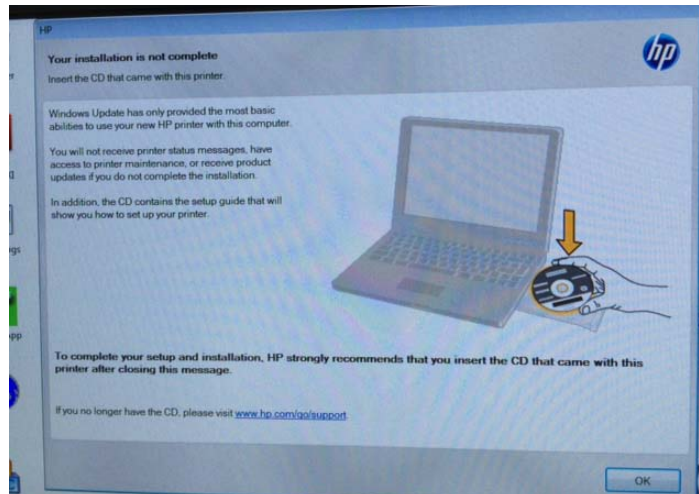 HP
Your installation is not complete
Insert the CD that came with this printer.
hp
Windows Update has only provided the most basic
abilities to use your new HP printer with this computer.
You will not receive printer status messages, have
access to printer maintenance, or receive product
updates if you do not complete the installation.
In addition, the CD contains the setup guide that will
show you how to set up your printer.
To complete your setup and installation, HP strongly recommends that you insert the CD that came with this
printer after closing this message.
If you no longer have the CD, please visit www.hp.com/go/support.
OK